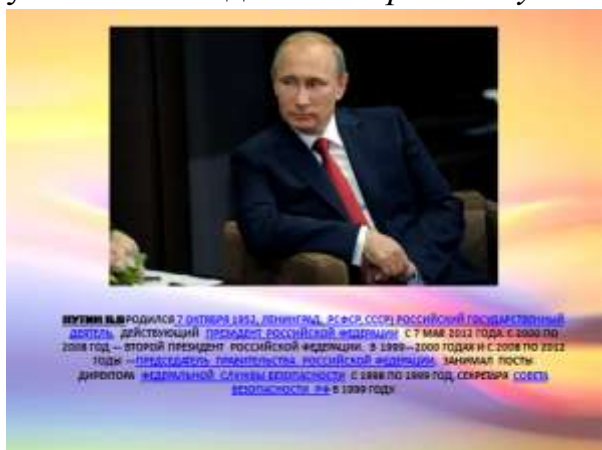 ПУТИН В.В РОДИЛСЯ 7 ОКТЯБРЯ 1952, ЛЕНИНГРАД, РСФСР, СССР) РОССИЙСКИЙ ГОСУДАРСТВЕННЫЙ
ДЕЯТЕЛЬ, ДЕЙСТВУЮЩИЙ ПРЕЗИДЕНТ РОССИЙСКОЙ ФЕДЕРАЦИИ С 7 МАЯ 2012 ГОДА. С 2000 ПО
2008 ГОД — ВТОРОЙ ПРЕЗИДЕНТ РОССИЙСКОЙ ФЕДЕРАЦИИ. В 1999—2000 ГОДАХ И С 2008 ПО 2012
ГОДЫ —ПРЕДСЕДАТЕЛЬ ПРАВИТЕЛЬСТВА РОССИЙСКОЙ ФЕДЕРАЦИИ. ЗАНИМАЛ ПОСТЫ
ДИРЕКТОРА ФЕДЕРАЛЬНОЙ СЛУЖБЫ БЕЗОПАСНОСТИ С 1998 ПО 1999 ГОД, СЕКРЕТАРЯ СОВЕТА
БЕЗОПАСНОСТИ РФ В 1999 ГОДУ